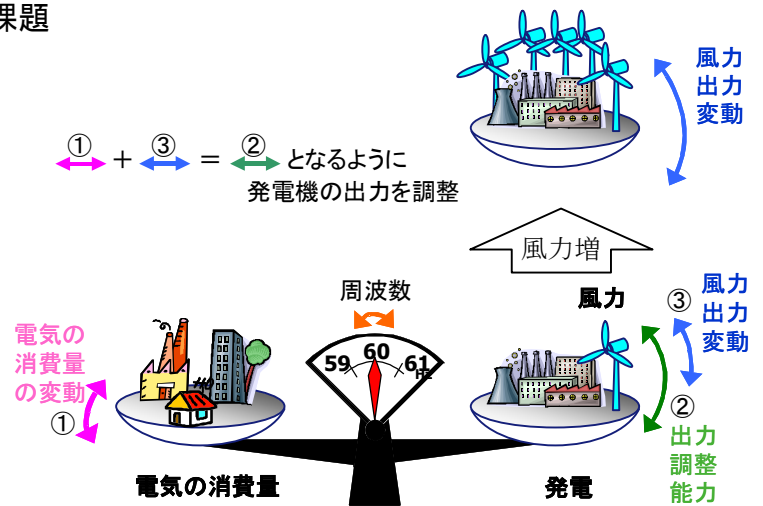 課題
風力
出力
変動
① + ③ = ② となるように
発電機の出力を調整
風力増
周波数
風力
③
風力
出力
変動
電気の
消費量
の変動
①
59 60 61
Hz
②
出力
調整
能力
電気の消費量
発電